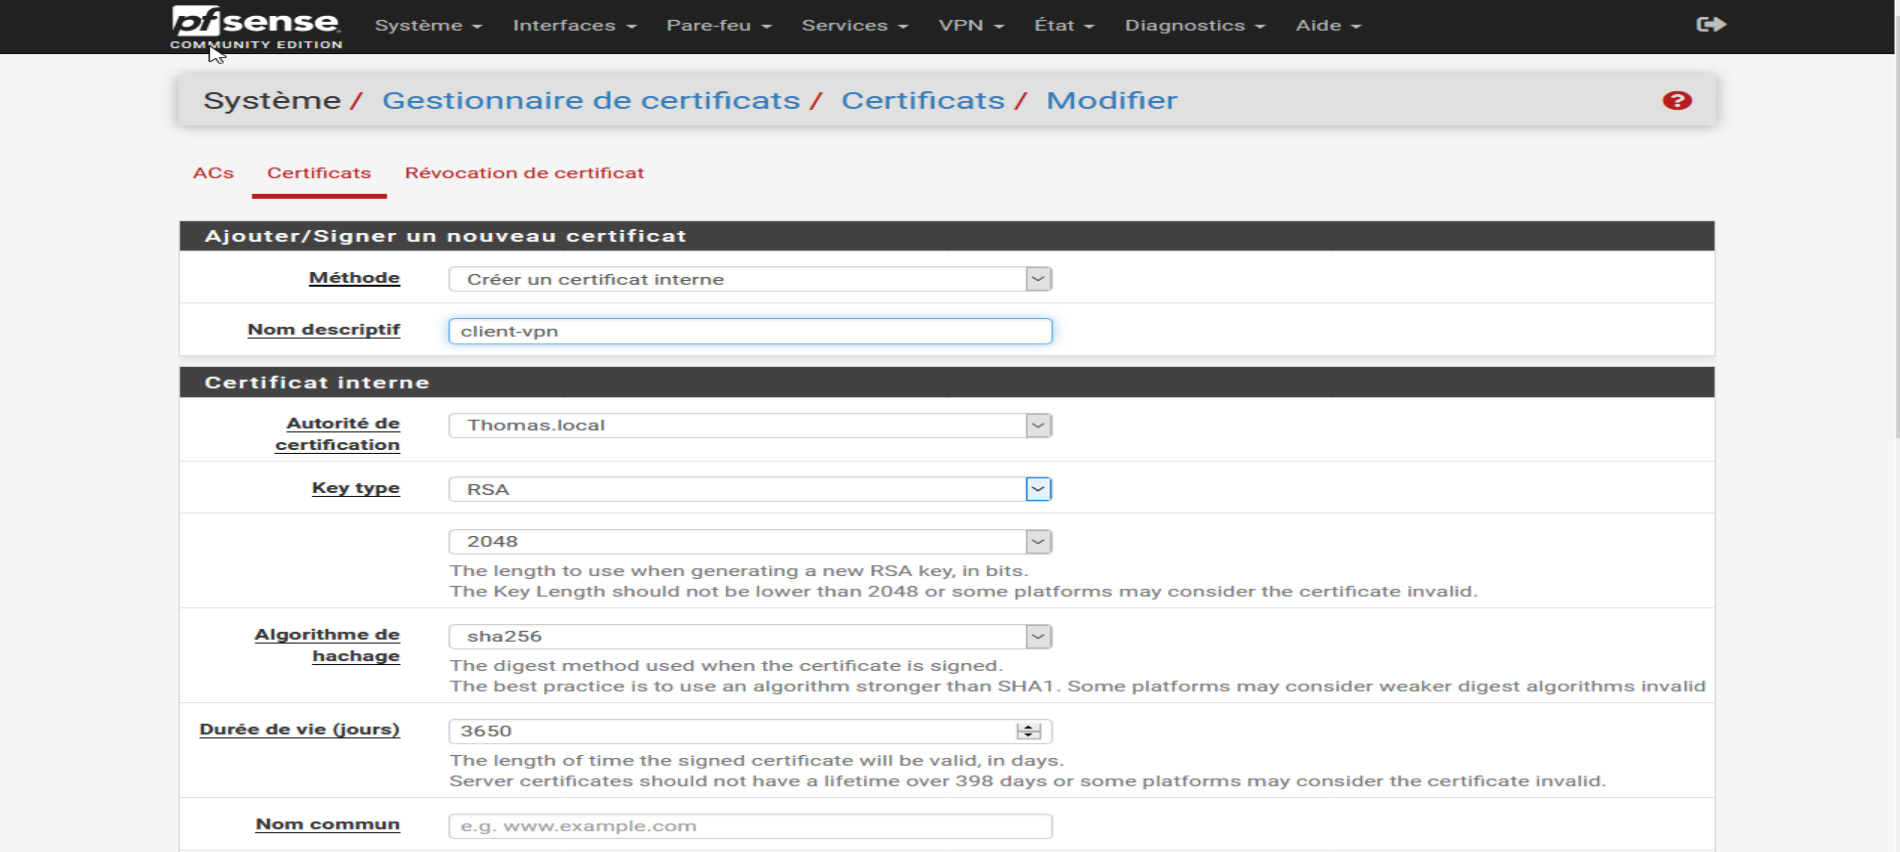 pfsense
COMMUNITY EDITION
Système Interfaces Pare-feu Services VPN État Diagnostics Aide
Système / Gestionnaire de certificats / Certificats / Modifier
ACs Certificats Révocation de certificat
Ajouter/Signer un nouveau certificat
Méthode Créer un certificat interne
Nom descriptif client-vpn
Certificat interne
Autorité de certification Thomas.local
Key type RSA
2048
The length to use when generating a new RSA key, in bits.
The Key Length should not be lower than 2048 or some platforms may consider the certificate invalid.
Algorithme de hachage sha256
The digest method used when the certificate is signed.
The best practice is to use an algorithm stronger than SHA1. Some platforms may consider weaker digest algorithms invalid
Durée de vie (jours) 3650
The length of time the signed certificate will be valid, in days.
Server certificates should not have a lifetime over 398 days or some platforms may consider the certificate invalid.
Nom commun e.g. www.example.com